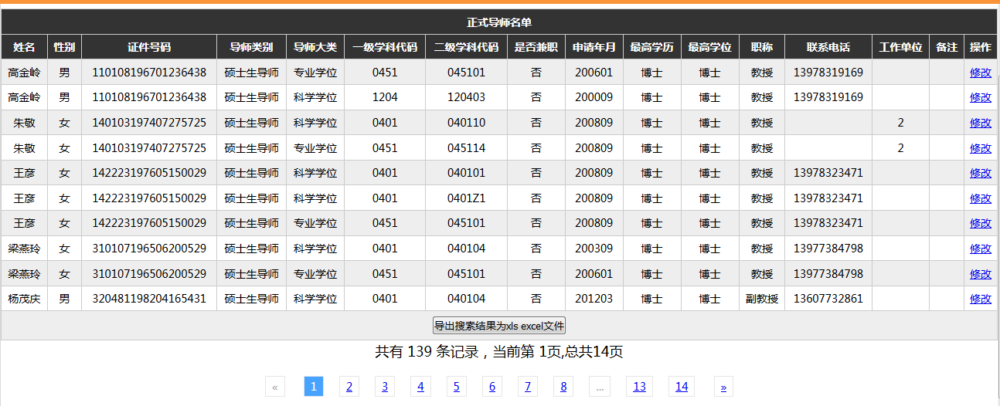 正式导师名单
姓名 性别 证件号码 导师类别 导师大类 一级学科代码 二级学科代码 是否兼职 申请年月 最高学历 最高学位 职称 联系电话 工作单位 备注 操作
高金岭 男 110108196701236438 硕士生导师 专业学位 0451 045101 否 200601 博士 博士 教授 13978319169 修改
高金岭 男 110108196701236438 硕士生导师 科学学位 1204 120403 否 200009 博士 博士 教授 13978319169 修改
朱敬 女 140103197407275725 硕士生导师 科学学位 0401 040110 否 200809 博士 博士 教授 2 修改
朱敬 女 140103197407275725 硕士生导师 专业学位 0451 045114 否 200809 博士 博士 教授 2 修改
王彦 女 142223197605150029 硕士生导师 科学学位 0401 040101 否 200809 博士 博士 教授 13978323471 修改
王彦 女 142223197605150029 硕士生导师 科学学位 0401 0401Z1 否 200809 博士 博士 教授 13978323471 修改
王彦 女 142223197605150029 硕士生导师 专业学位 0451 045101 否 200809 博士 博士 教授 13978323471 修改
梁燕玲 女 310107196506200529 硕士生导师 科学学位 0401 040104 否 200309 博士 博士 教授 13977384798 修改
梁燕玲 女 310107196506200529 硕士生导师 专业学位 0451 045101 否 200601 博士 博士 教授 13977384798 修改
杨茂庆 男 320481198204165431 硕士生导师 科学学位 0401 040104 否 201203 博士 博士 副教授 13607732861 修改
导出搜索结果为xls excel文件
共有 139 条记录，当前第 1页,总共14页
« 1 2 3 4 5 6 7 8 ... 13 14 »